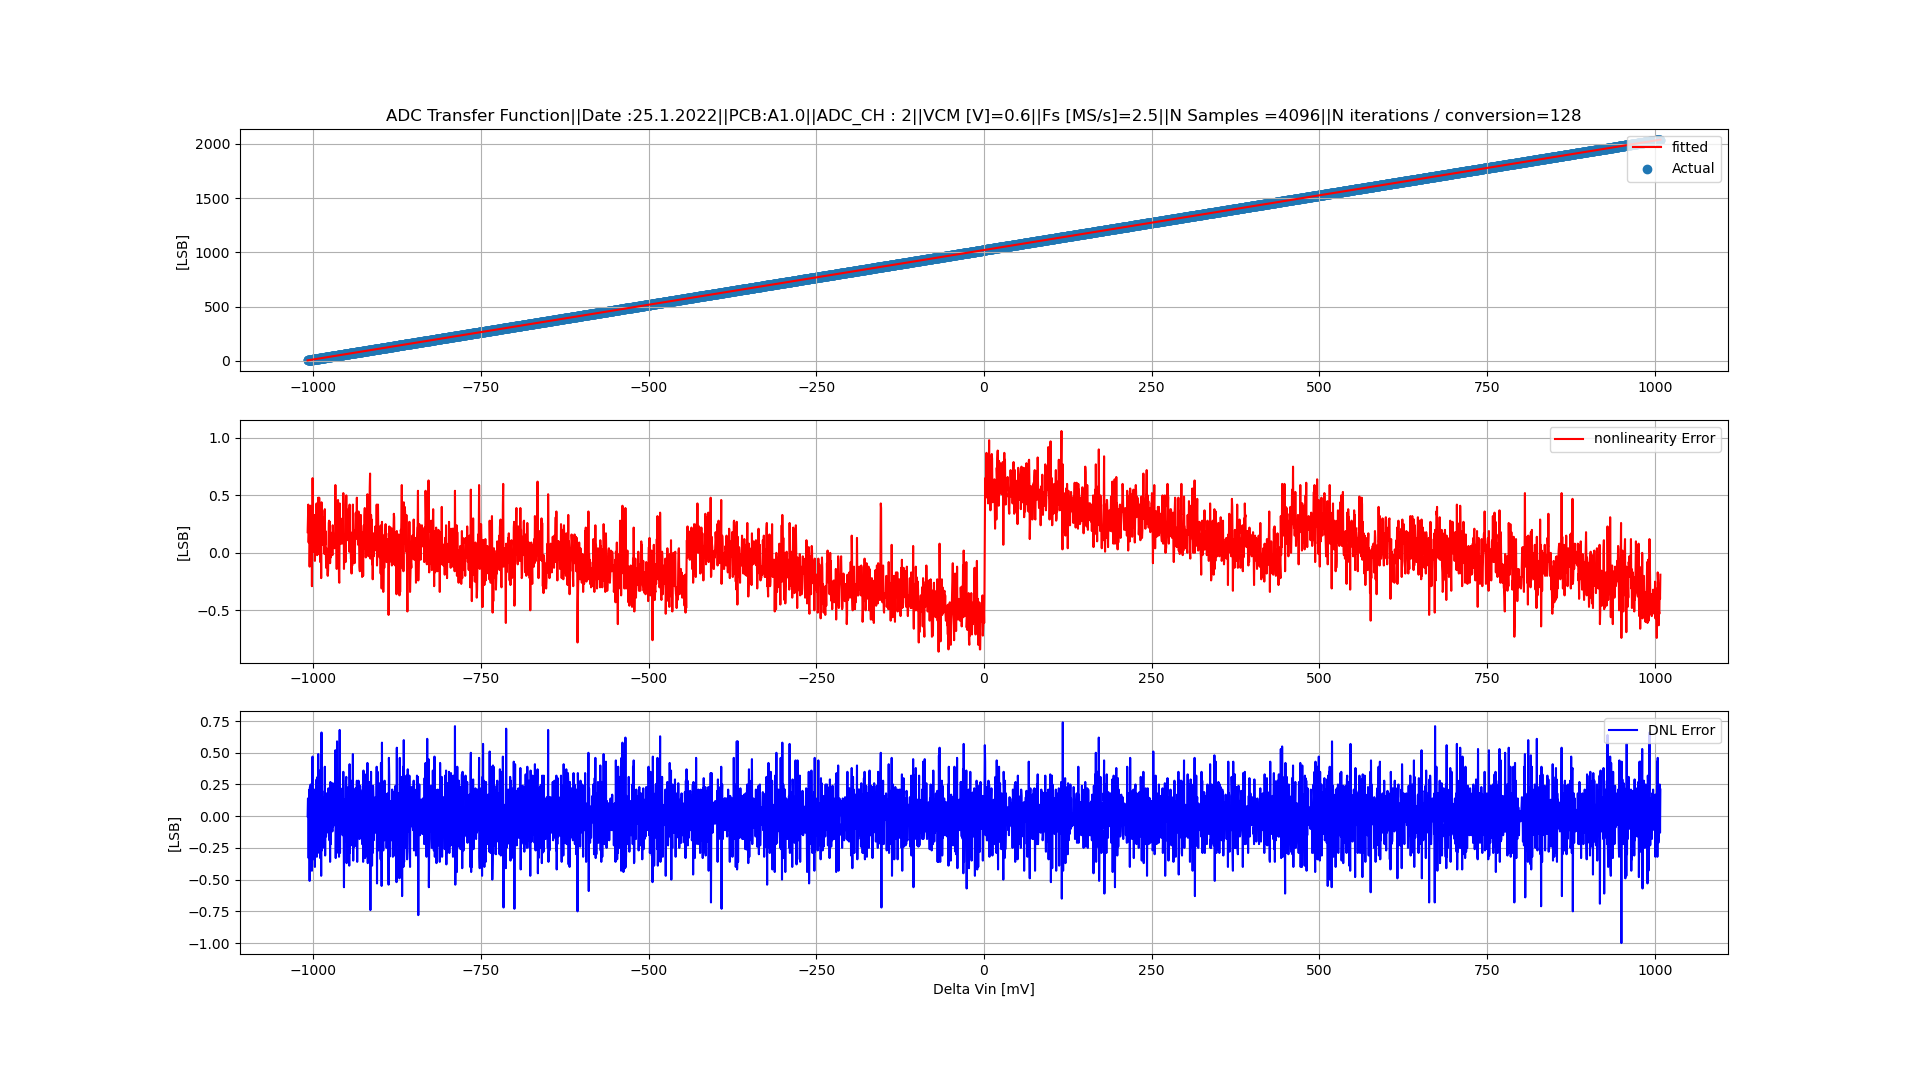 ADC Transfer Function||Date :25.1.2022||PCB:A1.0||ADC_CH : 2||VCM [V]=0.6||Fs [MS/s]=2.5||N Samples =4096||N iterations / conversion=128
2000
1500
1000
500
0
[LSB]
fitted
Actual
−1000 −750 −500 −250 0 250 500 750 1000
1.0
0.5
0.0
−0.5
[LSB]
nonlinearity Error
−1000 −750 −500 −250 0 250 500 750 1000
0.75
0.50
0.25
0.00
−0.25
−0.50
−0.75
−1.00
[LSB]
DNL Error
−1000 −750 −500 −250 0 250 500 750 1000
Delta Vin [mV]